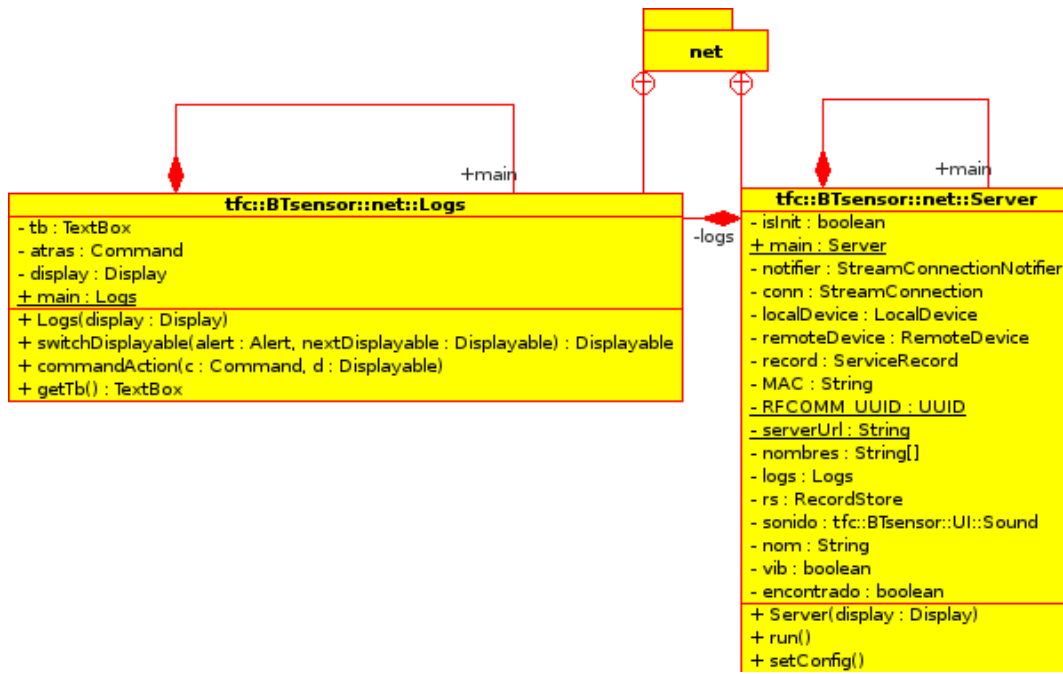 net
+main
tfc::BTsensor::net::Logs
- tb : TextBox
- atras : Command
- display : Display
+ main : Logs
+ Logs(display : Display)
+ switchDisplayable(alert : Alert, nextDisplayable : Displayable) : Displayable
+ commandAction(c : Command, d : Displayable)
+ getTb() : TextBox
-logs
+main
tfc::BTsensor::net::Server
- isInit : boolean
+ main : Server
- notifier : StreamConnectionNotifier
- conn : StreamConnection
- localDevice : LocalDevice
- remoteDevice : RemoteDevice
- record : ServiceRecord
- MAC : String
- RFCOMM_UUID : UUID
- serverUrl : String
- nombres : String[]
- logs : Logs
- rs : RecordStore
- sonido : tfc::BTsensor::UI::Sound
- nom : String
- vib : boolean
- encontrado : boolean
+ Server(display : Display)
+ run()
+ setConfig()